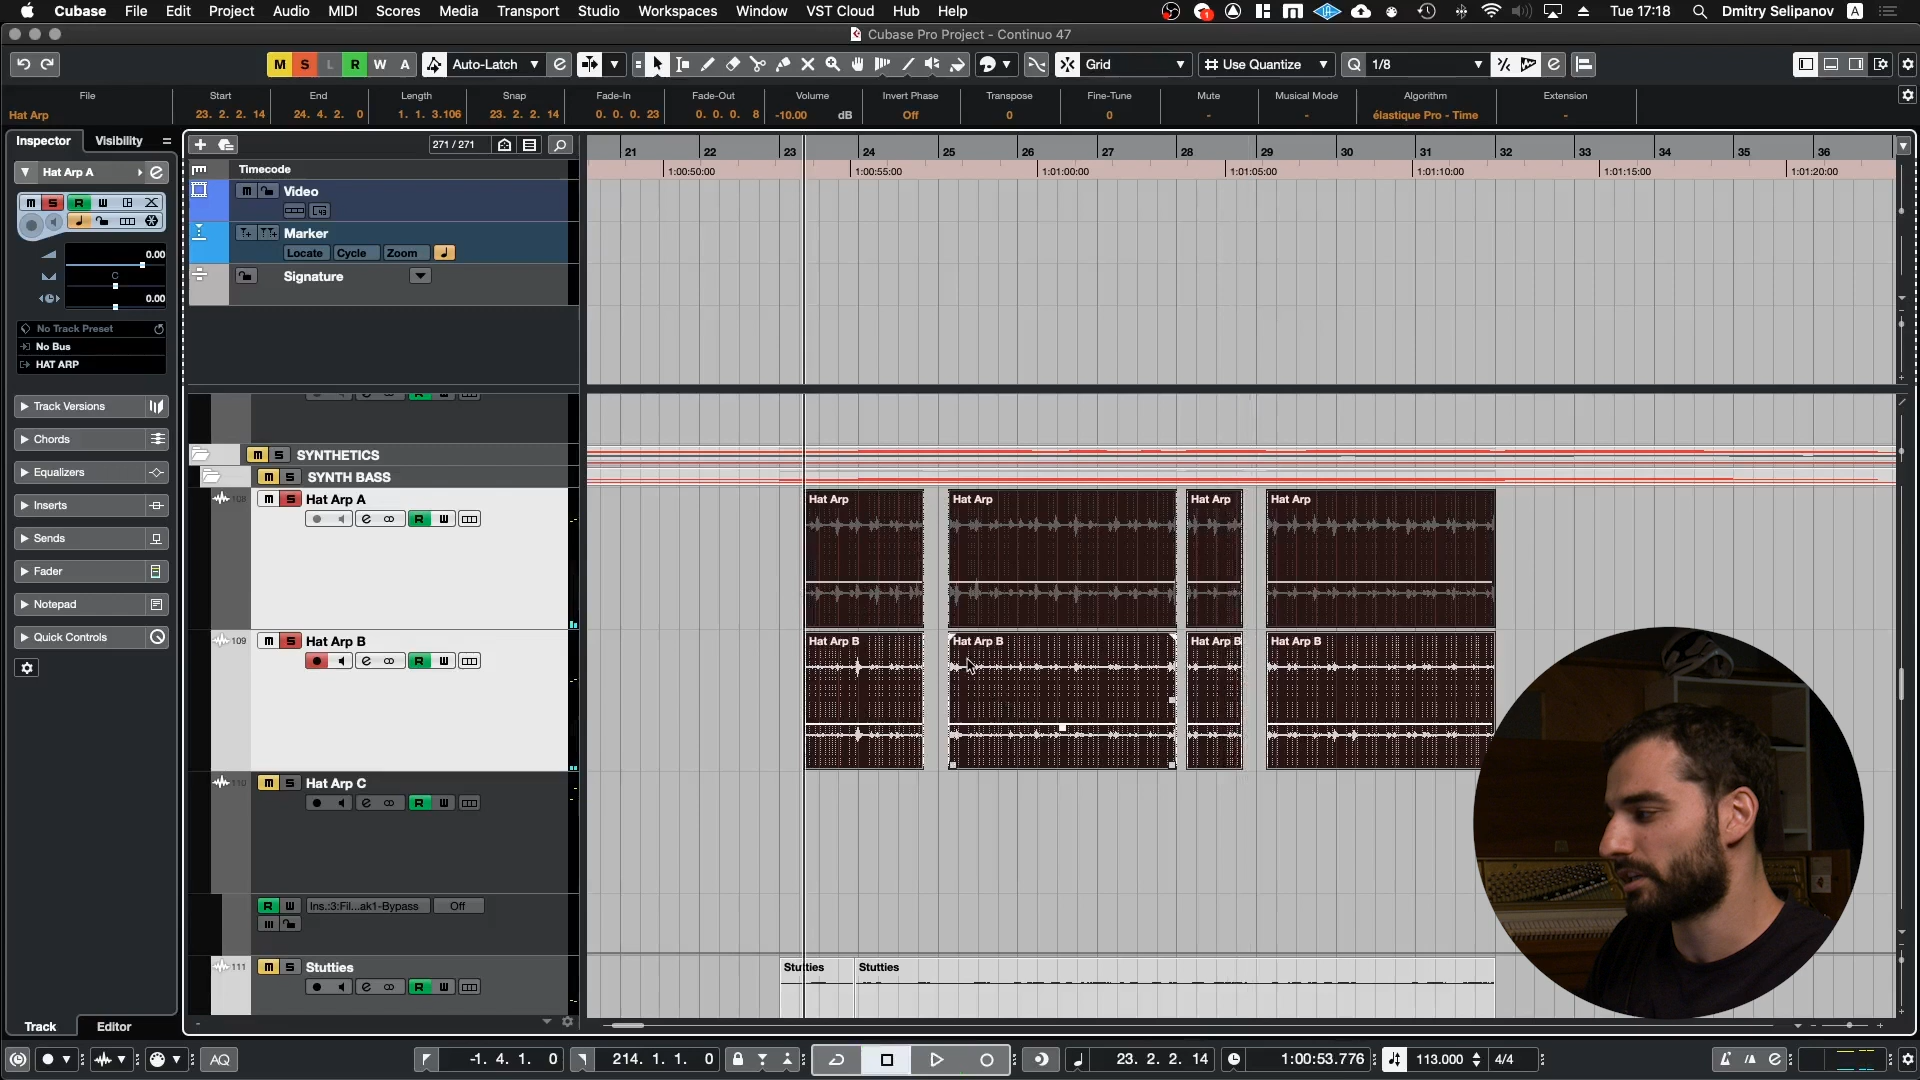 Cubase File Edit Project Audio MIDI Scores Media Transport Studio Workspaces Window VST Cloud Hub Help
Tue 17:18 Dmitry Selipanov A
Cubase Pro Project - Continuo 47
M S L R W A Auto-Latch Grid Use Quantize 1/8
File Start End Length Snap Fade-In Fade-Out Volume Invert Phase Transpose Fine-Tune Mute Musical Mode Algorithm Extension
Hat Arp 23. 2. 2. 14 24. 4. 2. 0 1. 1. 3.106 23. 2. 2. 14 0. 0. 0. 23 0. 0. 0. 8 -10.00 dB Off 0 0 - - élastique Pro - Time -
Inspector Visibility
271 / 271
21 22 23 24 25 26 27 28 29 30 31 32 33 34 35 36
Hat Arp A
Timecode
1:00:50:00 1:00:55:00 1:01:00:00 1:01:05:00 1:01:10:00 1:01:15:00 1:01:20:00
Video
Marker
Locate Cycle Zoom
Signature
0.00
C
0.00
No Track Preset
No Bus
HAT ARP
Track Versions
Chords
Equalizers
Inserts
Sends
Fader
Notepad
Quick Controls
SYNTHETICS
SYNTH BASS
108 m S Hat Arp A
Hat Arp Hat Arp Hat Arp Hat Arp
109 m S Hat Arp B
Hat Arp B Hat Arp B Hat Arp B Hat Arp B
110 m S Hat Arp C
Ins.:3:Fil...ak1-Bypass Off
111 m S Stutties
Stutties Stutties
Track Editor
AQ -1. 4. 1. 0 214. 1. 1. 0 23. 2. 2. 14 1:00:53.776 113.000 4/4